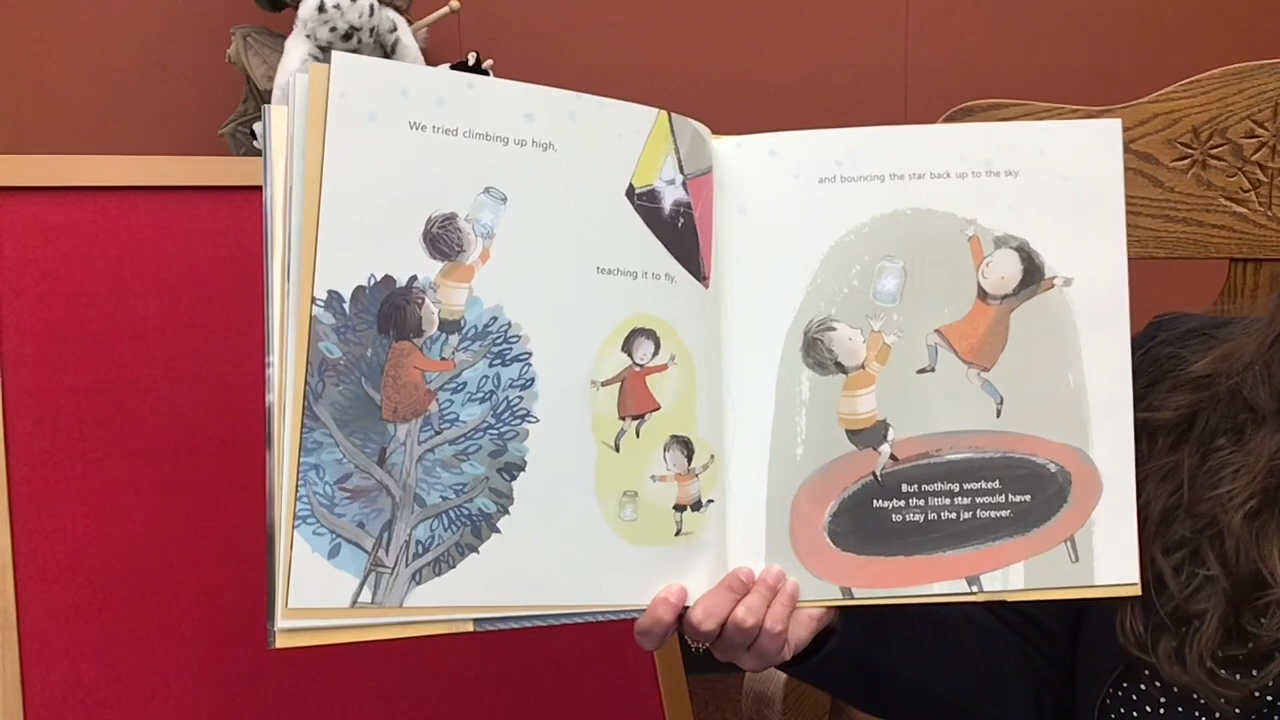 We tried climbing up high,
teaching it to fly,
and bouncing the star back up to the sky.
But nothing worked.
Maybe the little star would have
to stay in the jar forever.